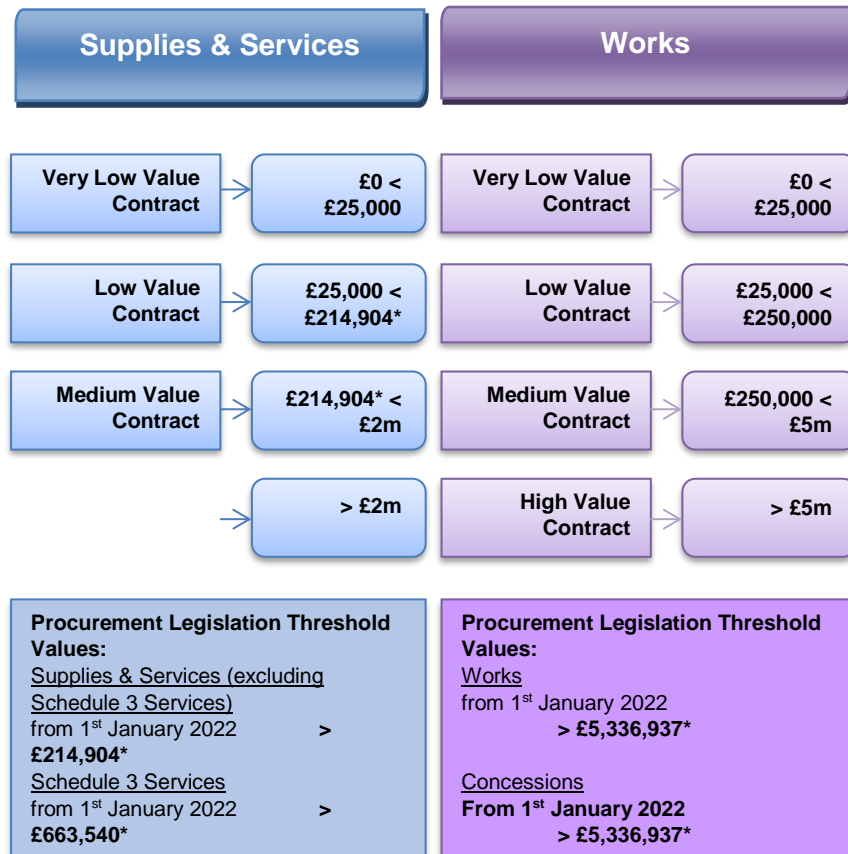 Supplies & Services
Works
Very Low Value
Contract
£0 <
£25,000
Very Low Value
Contract
£0 <
£25,000
Low Value
Contract
£25,000 <
£214,904*
Low Value
Contract
£25,000 <
£250,000
Medium Value
Contract
£214,904* <
£2m
Medium Value
Contract
£250,000 <
£5m
> £2m
High Value
Contract
> £5m
Procurement Legislation Threshold
Values:
Supplies & Services (excluding
Schedule 3 Services)
from 1st January 2022 >
£214,904*
Schedule 3 Services
from 1st January 2022 >
£663,540*
Procurement Legislation Threshold
Values:
Works
from 1st January 2022
> £5,336,937*
Concessions
From 1st January 2022
> £5,336,937*